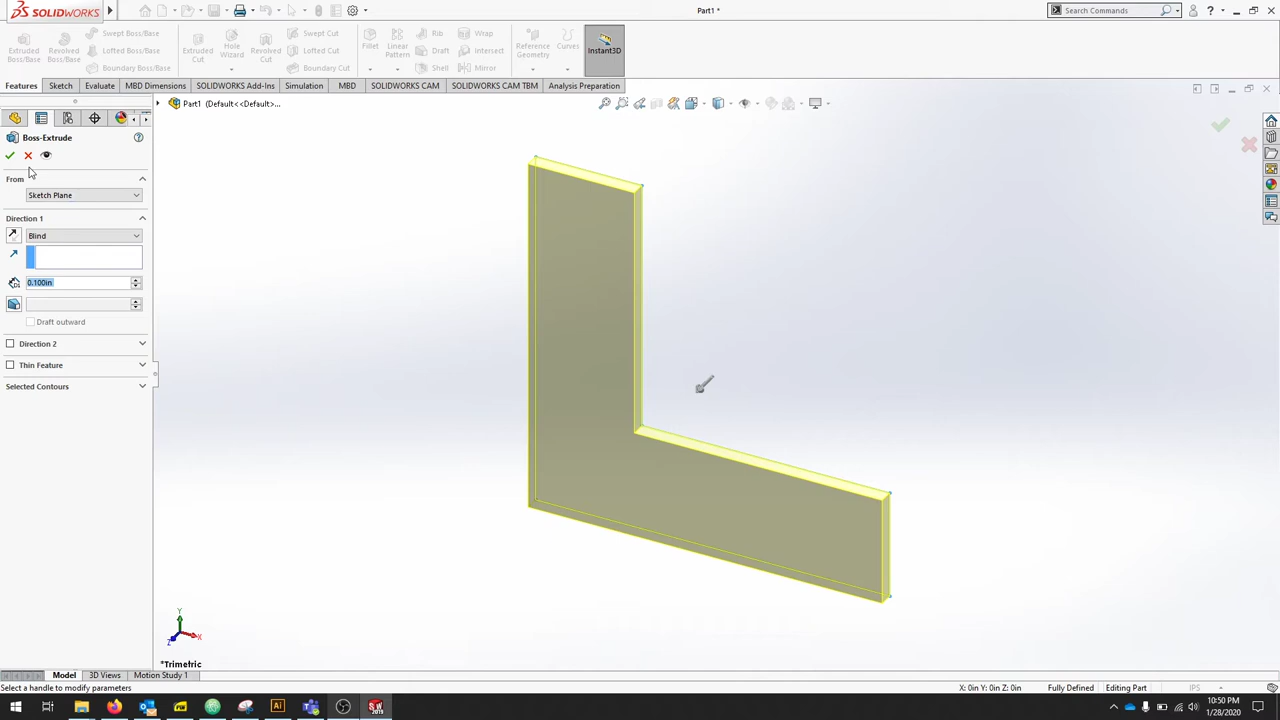 SOLIDWORKS
Part1 *
Search Commands
Extruded Boss/Base
Revolved Boss/Base
Swept Boss/Base
Lofted Boss/Base
Boundary Boss/Base
Extruded Cut
Hole Wizard
Revolved Cut
Swept Cut
Lofted Cut
Boundary Cut
Fillet
Linear Pattern
Rib
Draft
Shell
Wrap
Intersect
Mirror
Reference Geometry
Curves
Instant3D
Features Sketch Evaluate MBD Dimensions SOLIDWORKS Add-Ins Simulation MBD SOLIDWORKS CAM SOLIDWORKS CAM TBM Analysis Preparation
Part1 (Default<<Default>...
Boss-Extrude
From
Sketch Plane
Direction 1
Blind
0.100in
Draft outward
Direction 2
Thin Feature
Selected Contours
Y
X
Z
*Trimetric
Model 3D Views Motion Study 1
Select a handle to modify parameters
X: 0in Y: 0in Z: 0in Fully Defined Editing Part IPS
10:50 PM
1/28/2020